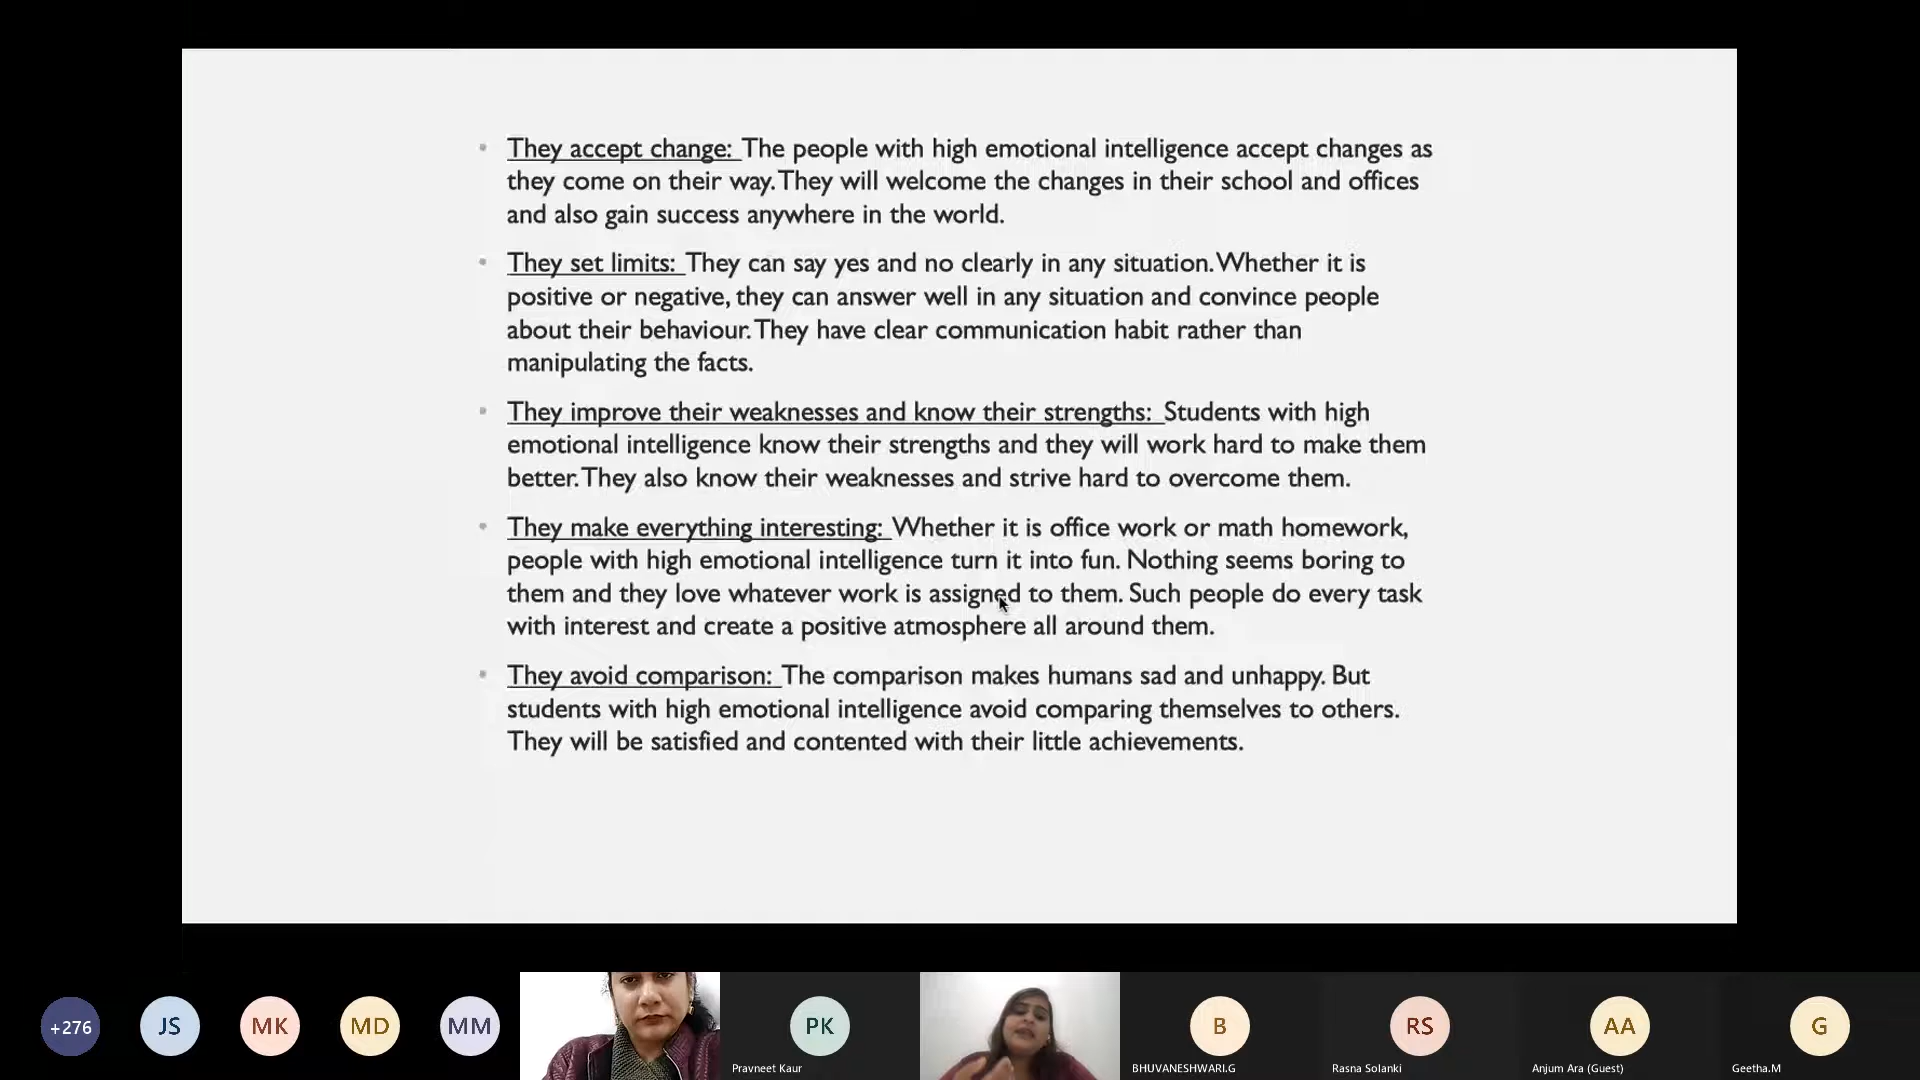 They accept change: The people with high emotional intelligence accept changes as
they come on their way. They will welcome the changes in their school and offices
and also gain success anywhere in the world.
They set limits: They can say yes and no clearly in any situation. Whether it is
positive or negative, they can answer well in any situation and convince people
about their behaviour. They have clear communication habit rather than
manipulating the facts.
They improve their weaknesses and know their strengths: Students with high
emotional intelligence know their strengths and they will work hard to make them
better. They also know their weaknesses and strive hard to overcome them.
They make everything interesting: Whether it is office work or math homework,
people with high emotional intelligence turn it into fun. Nothing seems boring to
them and they love whatever work is assigned to them. Such people do every task
with interest and create a positive atmosphere all around them.
They avoid comparison: The comparison makes humans sad and unhappy. But
students with high emotional intelligence avoid comparing themselves to others.
They will be satisfied and contented with their little achievements.
+276 JS MK MD MM PK B RS AA G
Pravneet Kaur BHUVANESHWARI.G Rasna Solanki Anjum Ara (Guest) Geetha.M